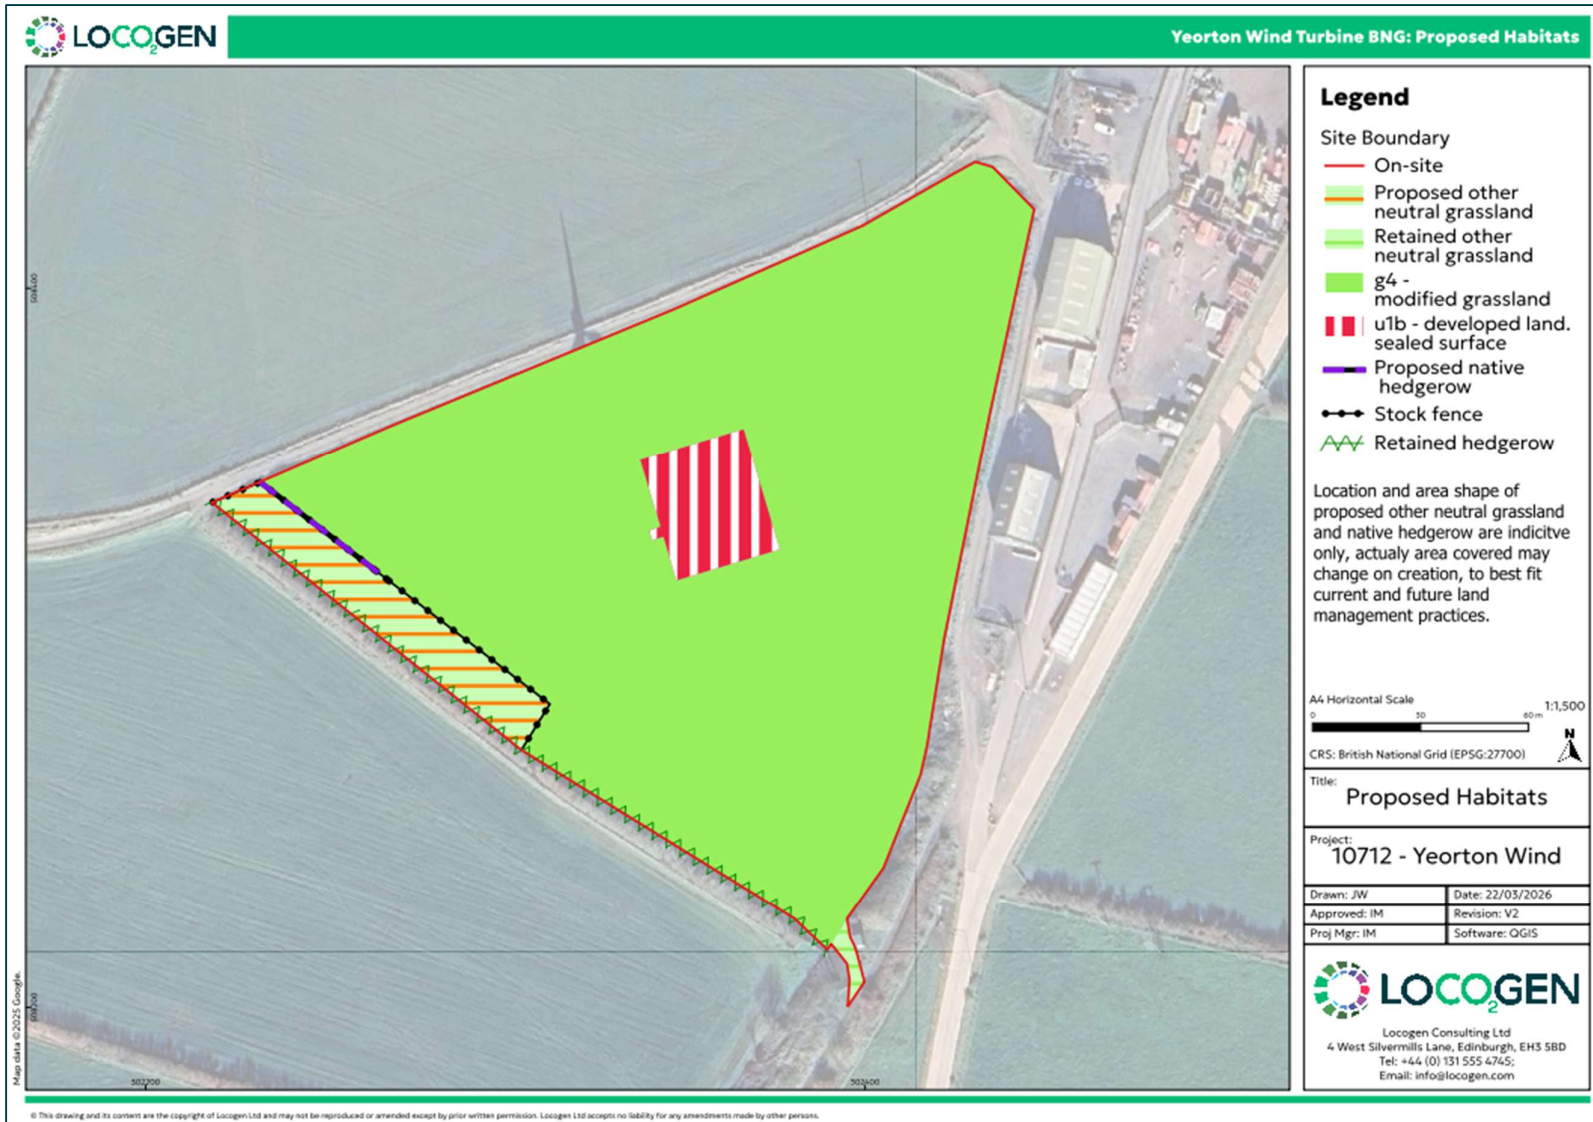 LOCO2GEN
Yeorton Wind Turbine BNG: Proposed Habitats
Legend
Site Boundary
On-site
Proposed other
neutral grassland
Retained other
neutral grassland
g4 -
modified grassland
u1b - developed land.
sealed surface
Proposed native
hedgerow
Stock fence
Retained hedgerow
Location and area shape of
proposed other neutral grassland
and native hedgerow are indicitve
only, actualy area covered may
change on creation, to best fit
current and future land
management practices.
A4 Horizontal Scale
1:1,500
0 30 60 m
N
CRS: British National Grid (EPSG:27700)
Title:
Proposed Habitats
Project:
10712 - Yeorton Wind
Drawn: JW
Date: 22/03/2026
Approved: IM
Revision: V2
Proj Mgr: IM
Software: QGIS
LOCO2GEN
Locogen Consulting Ltd
4 West Silvermills Lane, Edinburgh, EH3 5BD
Tel: +44 (0) 131 555 4745;
Email: info@locogen.com
Map data ©2025 Google.
302200
302400
© This drawing and its content are the copyright of Locogen Ltd and may not be reproduced or amended except by prior written permission. Locogen Ltd accepts no liability for any amendments made by other persons.